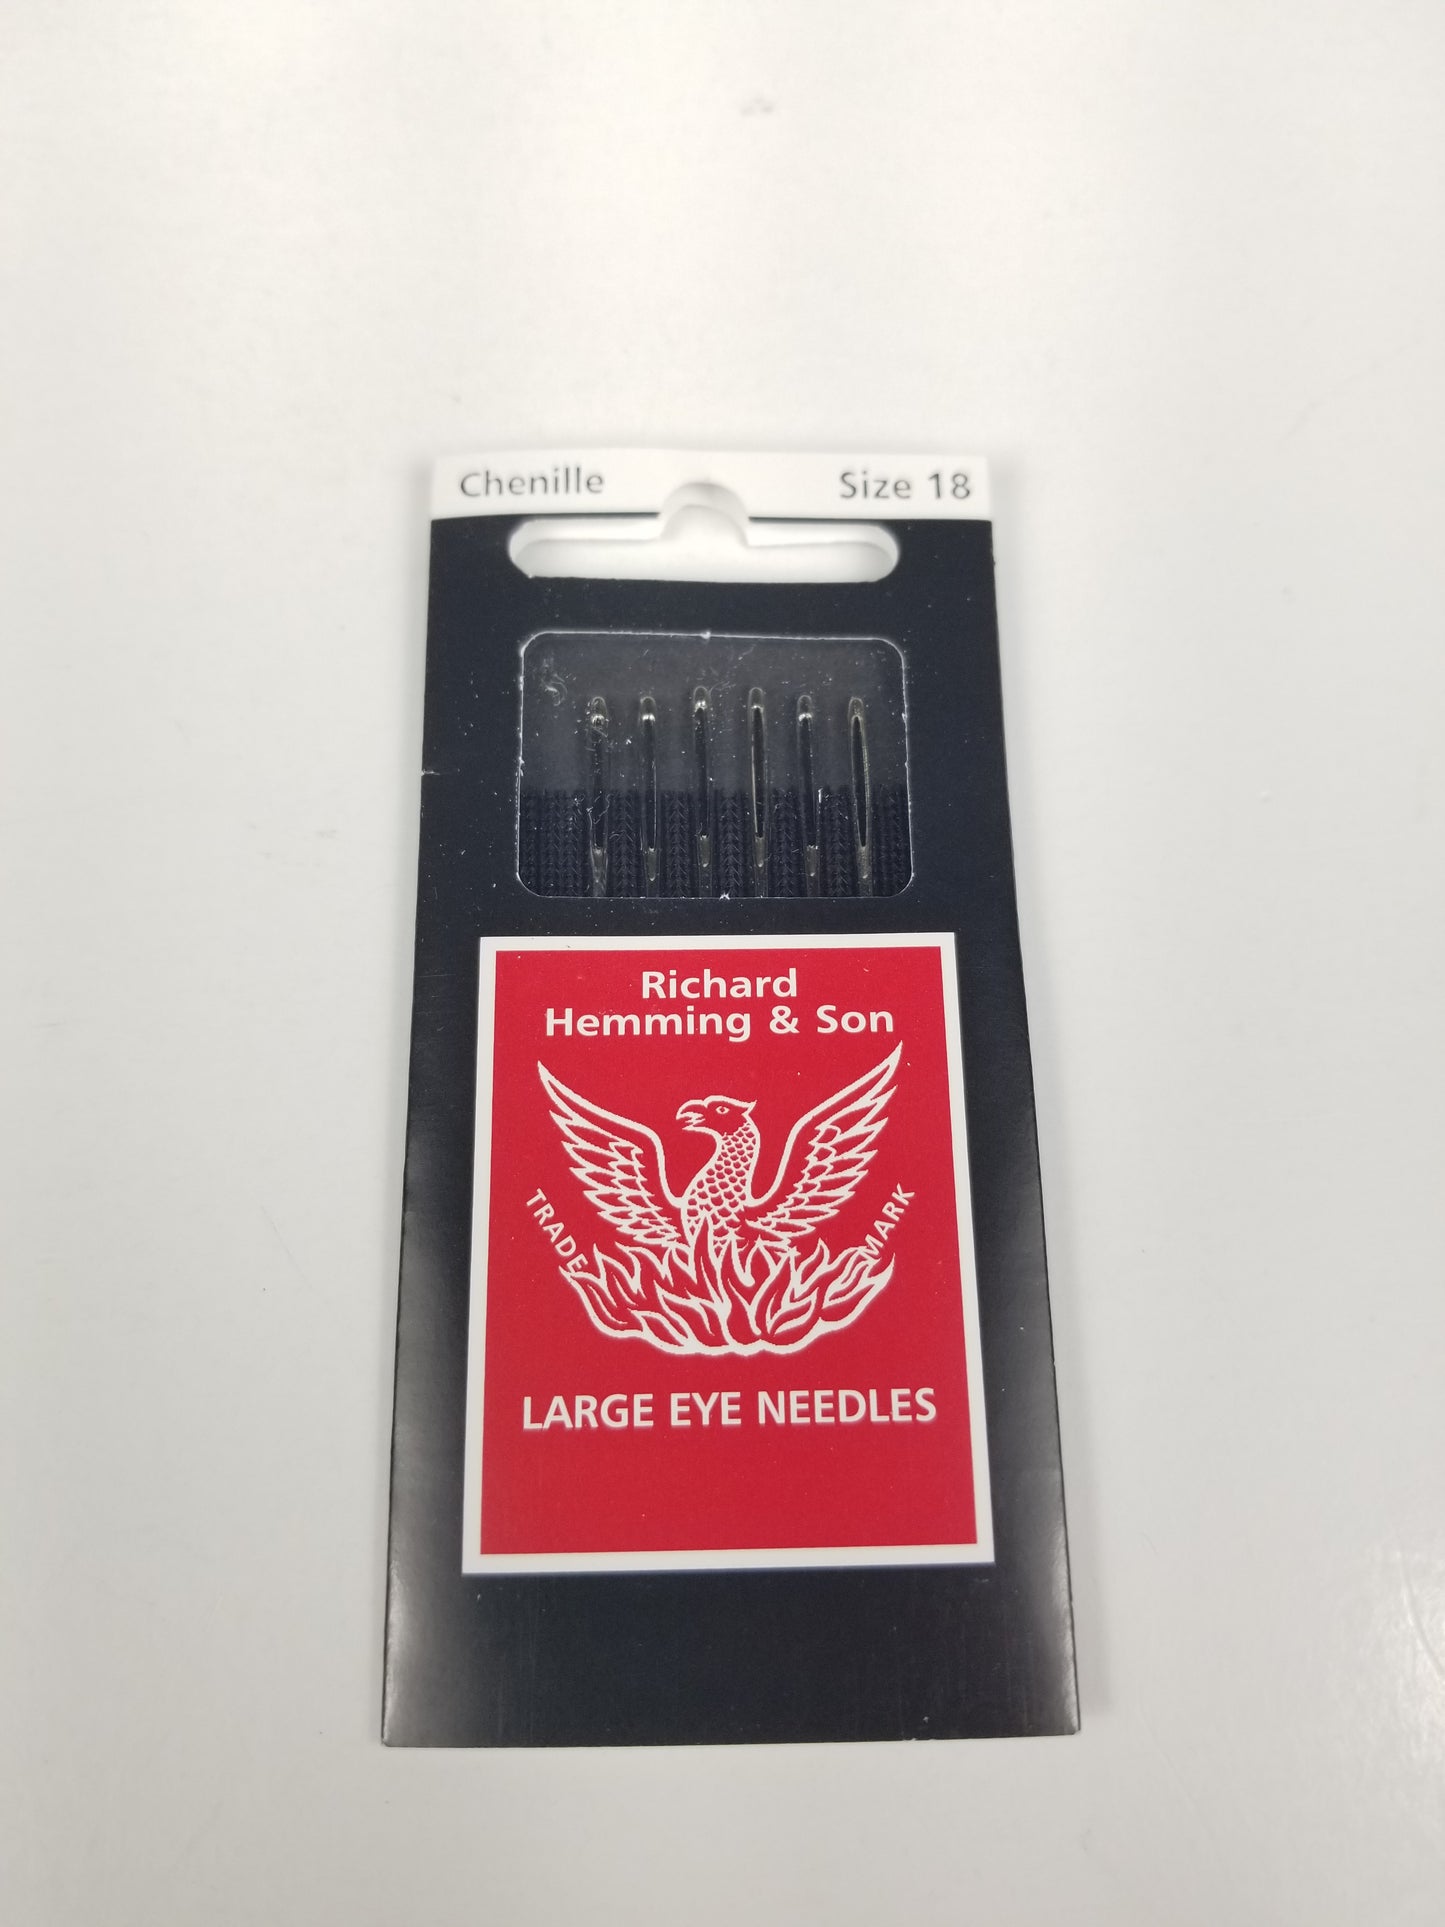 Chenille Size 18
Richard
Hemming & Son
TRADE MARK
LARGE EYE NEEDLES